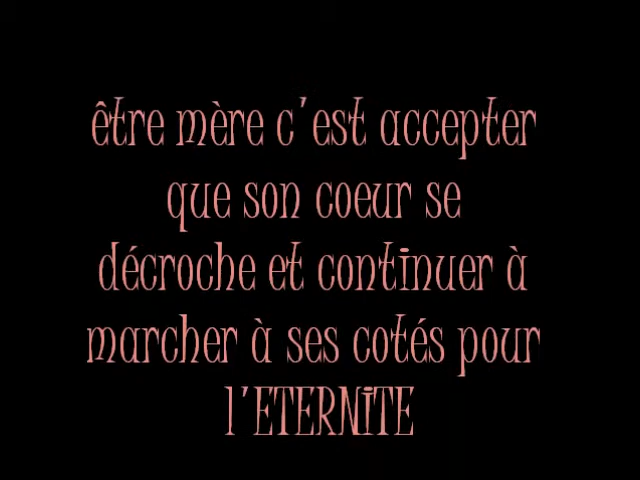 être mère c'est accepter
que son coeur se
décroche et continuer à
marcher à ses cotés pour
l'ETERNiTE